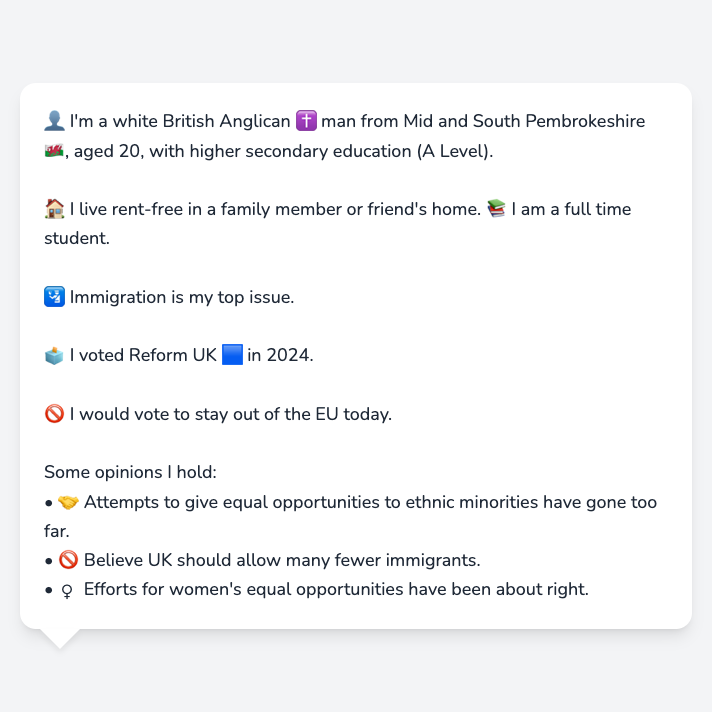 👤 I'm a white British Anglican ✝️ man from Mid and South Pembrokeshire
🏴󠁧󠁢󠁷󠁬󠁳󠁿, aged 20, with higher secondary education (A Level).
🏠 I live rent-free in a family member or friend's home. 📚 I am a full time
student.
🛂 Immigration is my top issue.
🗳️ I voted Reform UK 🟦 in 2024.
🚫 I would vote to stay out of the EU today.
Some opinions I hold:
• 🤝 Attempts to give equal opportunities to ethnic minorities have gone too
far.
• 🚫 Believe UK should allow many fewer immigrants.
• ♀ Efforts for women's equal opportunities have been about right.